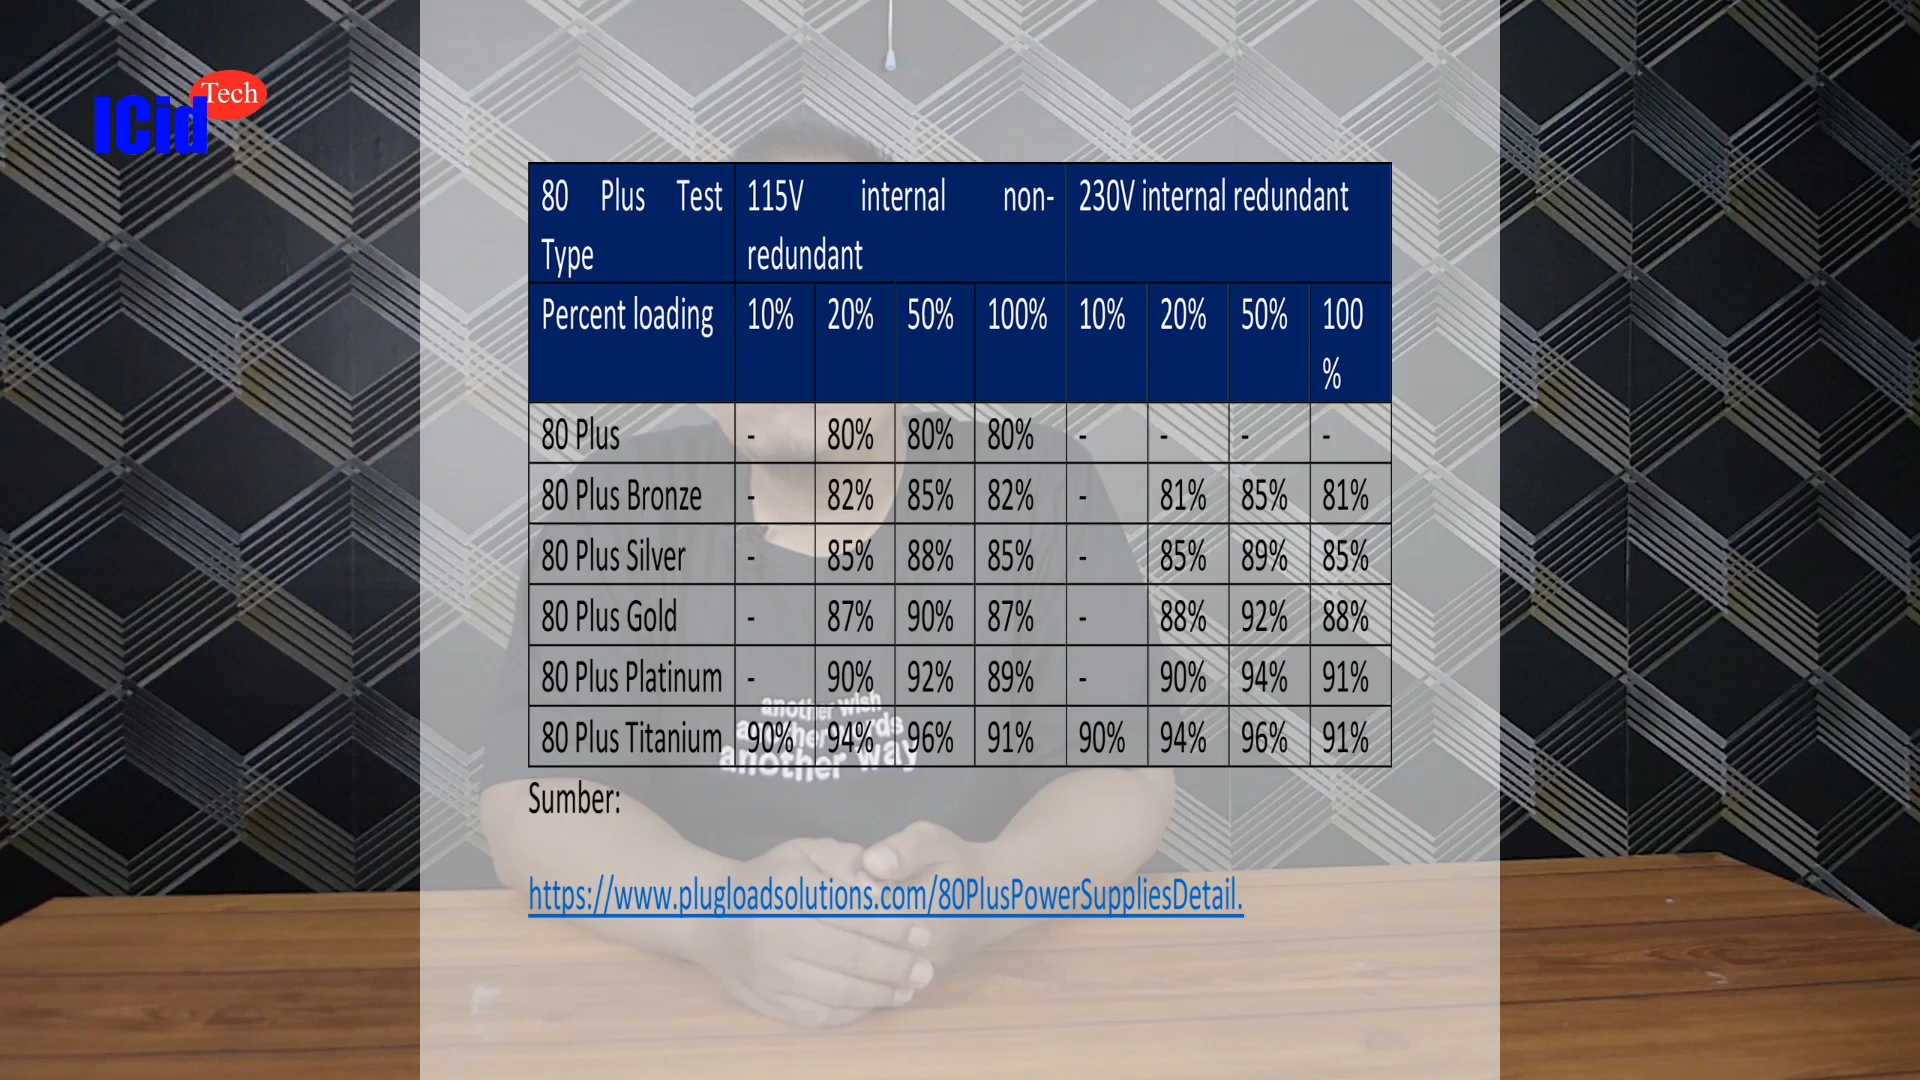 ICid Tech
80 Plus Test Type | 115V internal non-redundant | 230V internal redundant
Percent loading | 10% | 20% | 50% | 100% | 10% | 20% | 50% | 100 %
80 Plus | - | 80% | 80% | 80% | - | - | - | -
80 Plus Bronze | - | 82% | 85% | 82% | - | 81% | 85% | 81%
80 Plus Silver | - | 85% | 88% | 85% | - | 85% | 89% | 85%
80 Plus Gold | - | 87% | 90% | 87% | - | 88% | 92% | 88%
80 Plus Platinum | - | 90% | 92% | 89% | - | 90% | 94% | 91%
80 Plus Titanium | 90% | 94% | 96% | 91% | 90% | 94% | 96% | 91%
another wish
another way
Sumber:
https://www.plugloadsolutions.com/80PlusPowerSuppliesDetail.